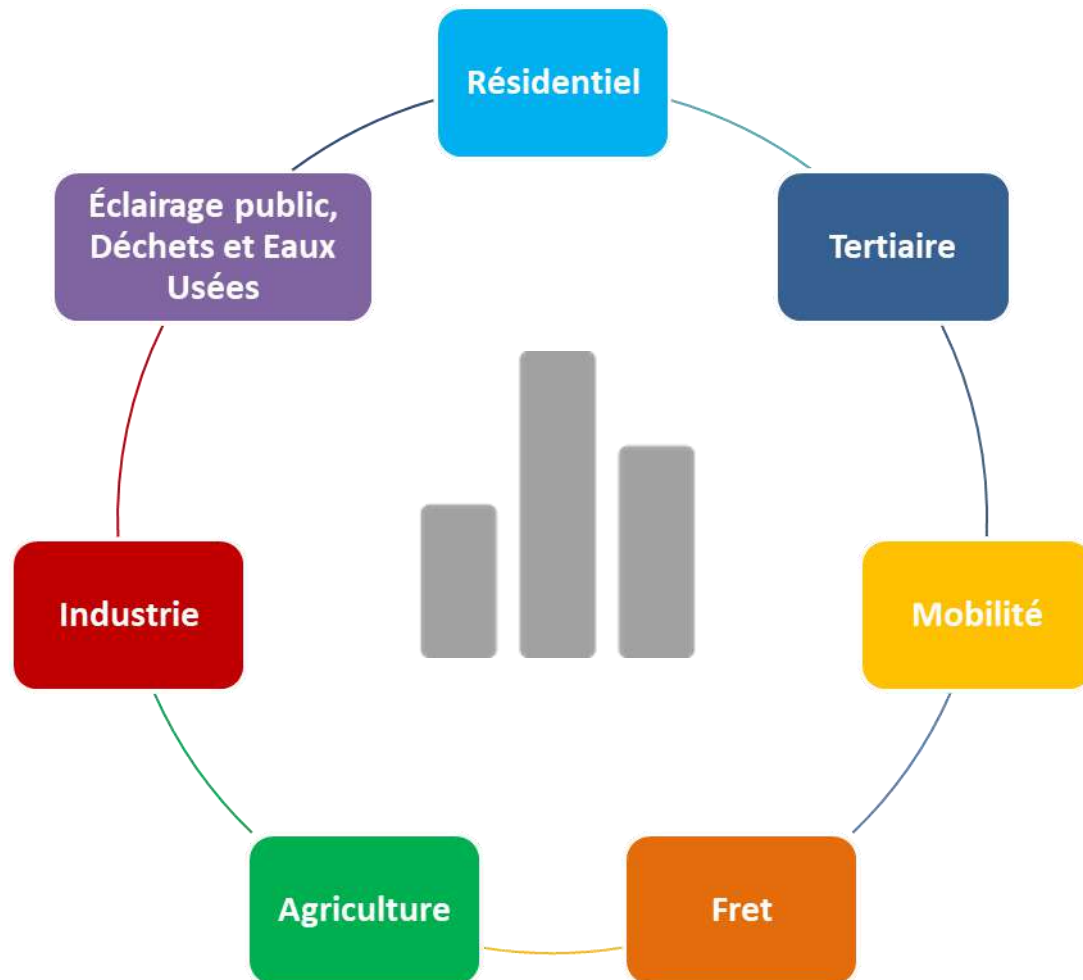 Résidentiel
Éclairage public,
Déchets et Eaux
Usées
Tertiaire
Industrie
Mobilité
Agriculture
Fret